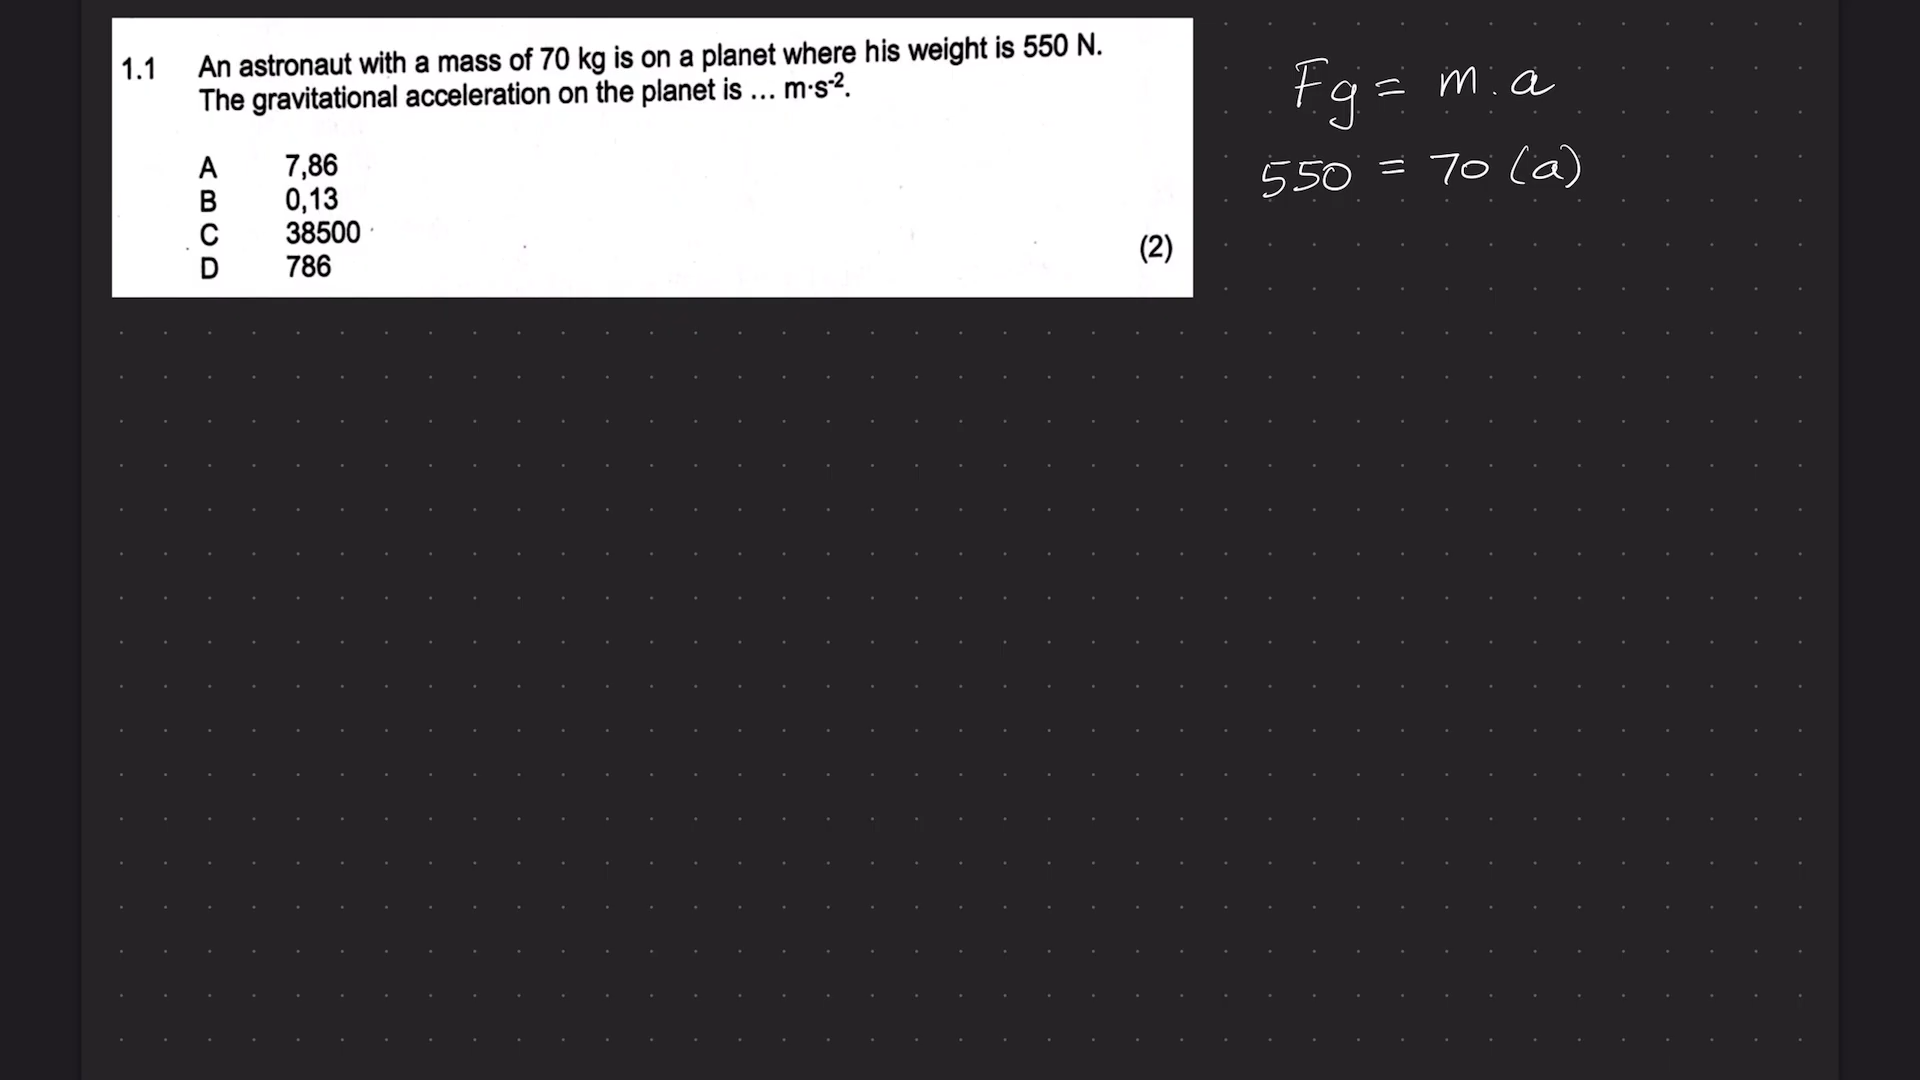 1.1 An astronaut with a mass of 70 kg is on a planet where his weight is 550 N.
The gravitational acceleration on the planet is ... m·s⁻².
A 7,86
B 0,13
C 38500
D 786
(2)
Fg = m . a
550 = 70 (a)